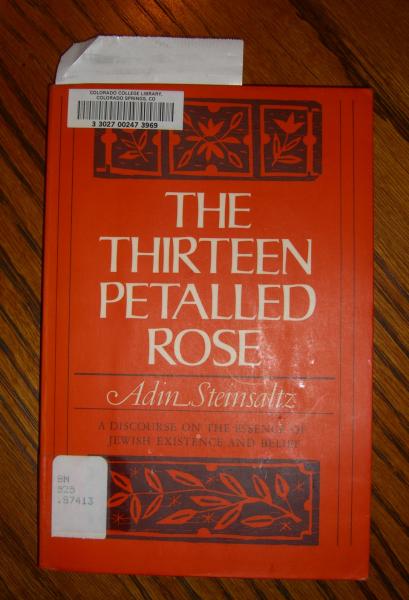 COLORADO COLLEGE LIBRARY,
COLORADO SPRINGS, CO
3 3027 00247 3969
THE
THIRTEEN
PETALLED
ROSE
Adin Steinsaltz
A DISCOURSE ON THE ESSENCE OF
JEWISH EXISTENCE AND BELIEF
BM
525
.S7413